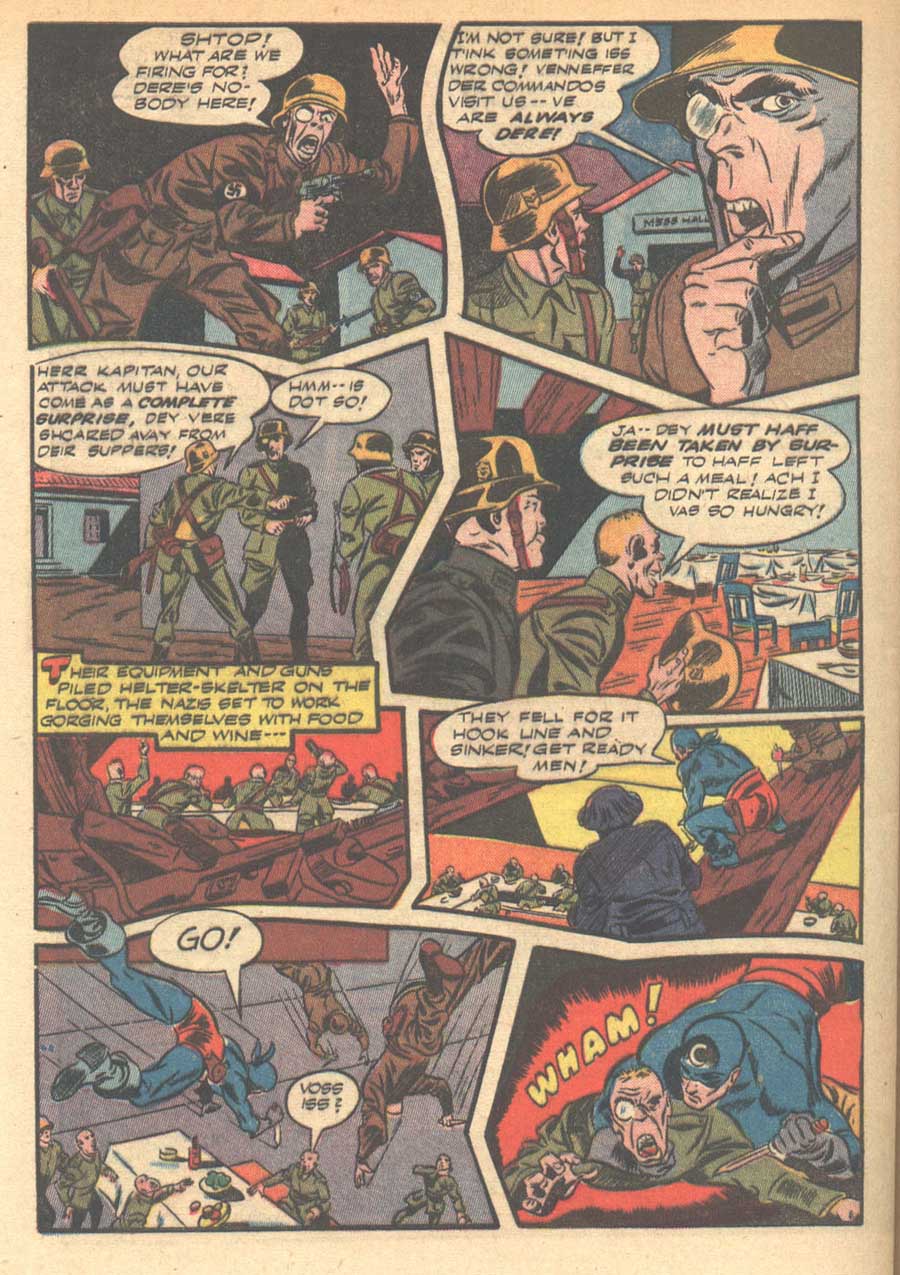 SHTOP!
WHAT ARE WE
FIRING FOR?
DERE'S NO-
BODY HERE!
I'M NOT SURE! BUT I
TINK SOMETING ISS
WRONG! VENNEFFER
DER COMMANDOS
VISIT US--VE
ARE ALWAYS
DERE!
MESS HALL
HERR KAPITAN, OUR
ATTACK MUST HAVE
COME AS A COMPLETE
SURPRISE, DEY VERE
SHCARED AVAY FROM
DEIR SUPPERS!
HMM--IS
DOT SO!
JA--DEY MUST HAFF
BEEN TAKEN BY SUR-
PRISE TO HAFF LEFT
SUCH A MEAL! ACH I
DIDN'T REALIZE I
VAS SO HUNGRY!
THEIR EQUIPMENT AND GUNS
PILED HELTER-SKELTER ON THE
FLOOR, THE NAZIS SET TO WORK
GORGING THEMSELVES WITH FOOD
AND WINE---
THEY FELL FOR IT
HOOK LINE AND
SINKER! GET READY
MEN!
GO!
VOSS
ISS?
WHAM!